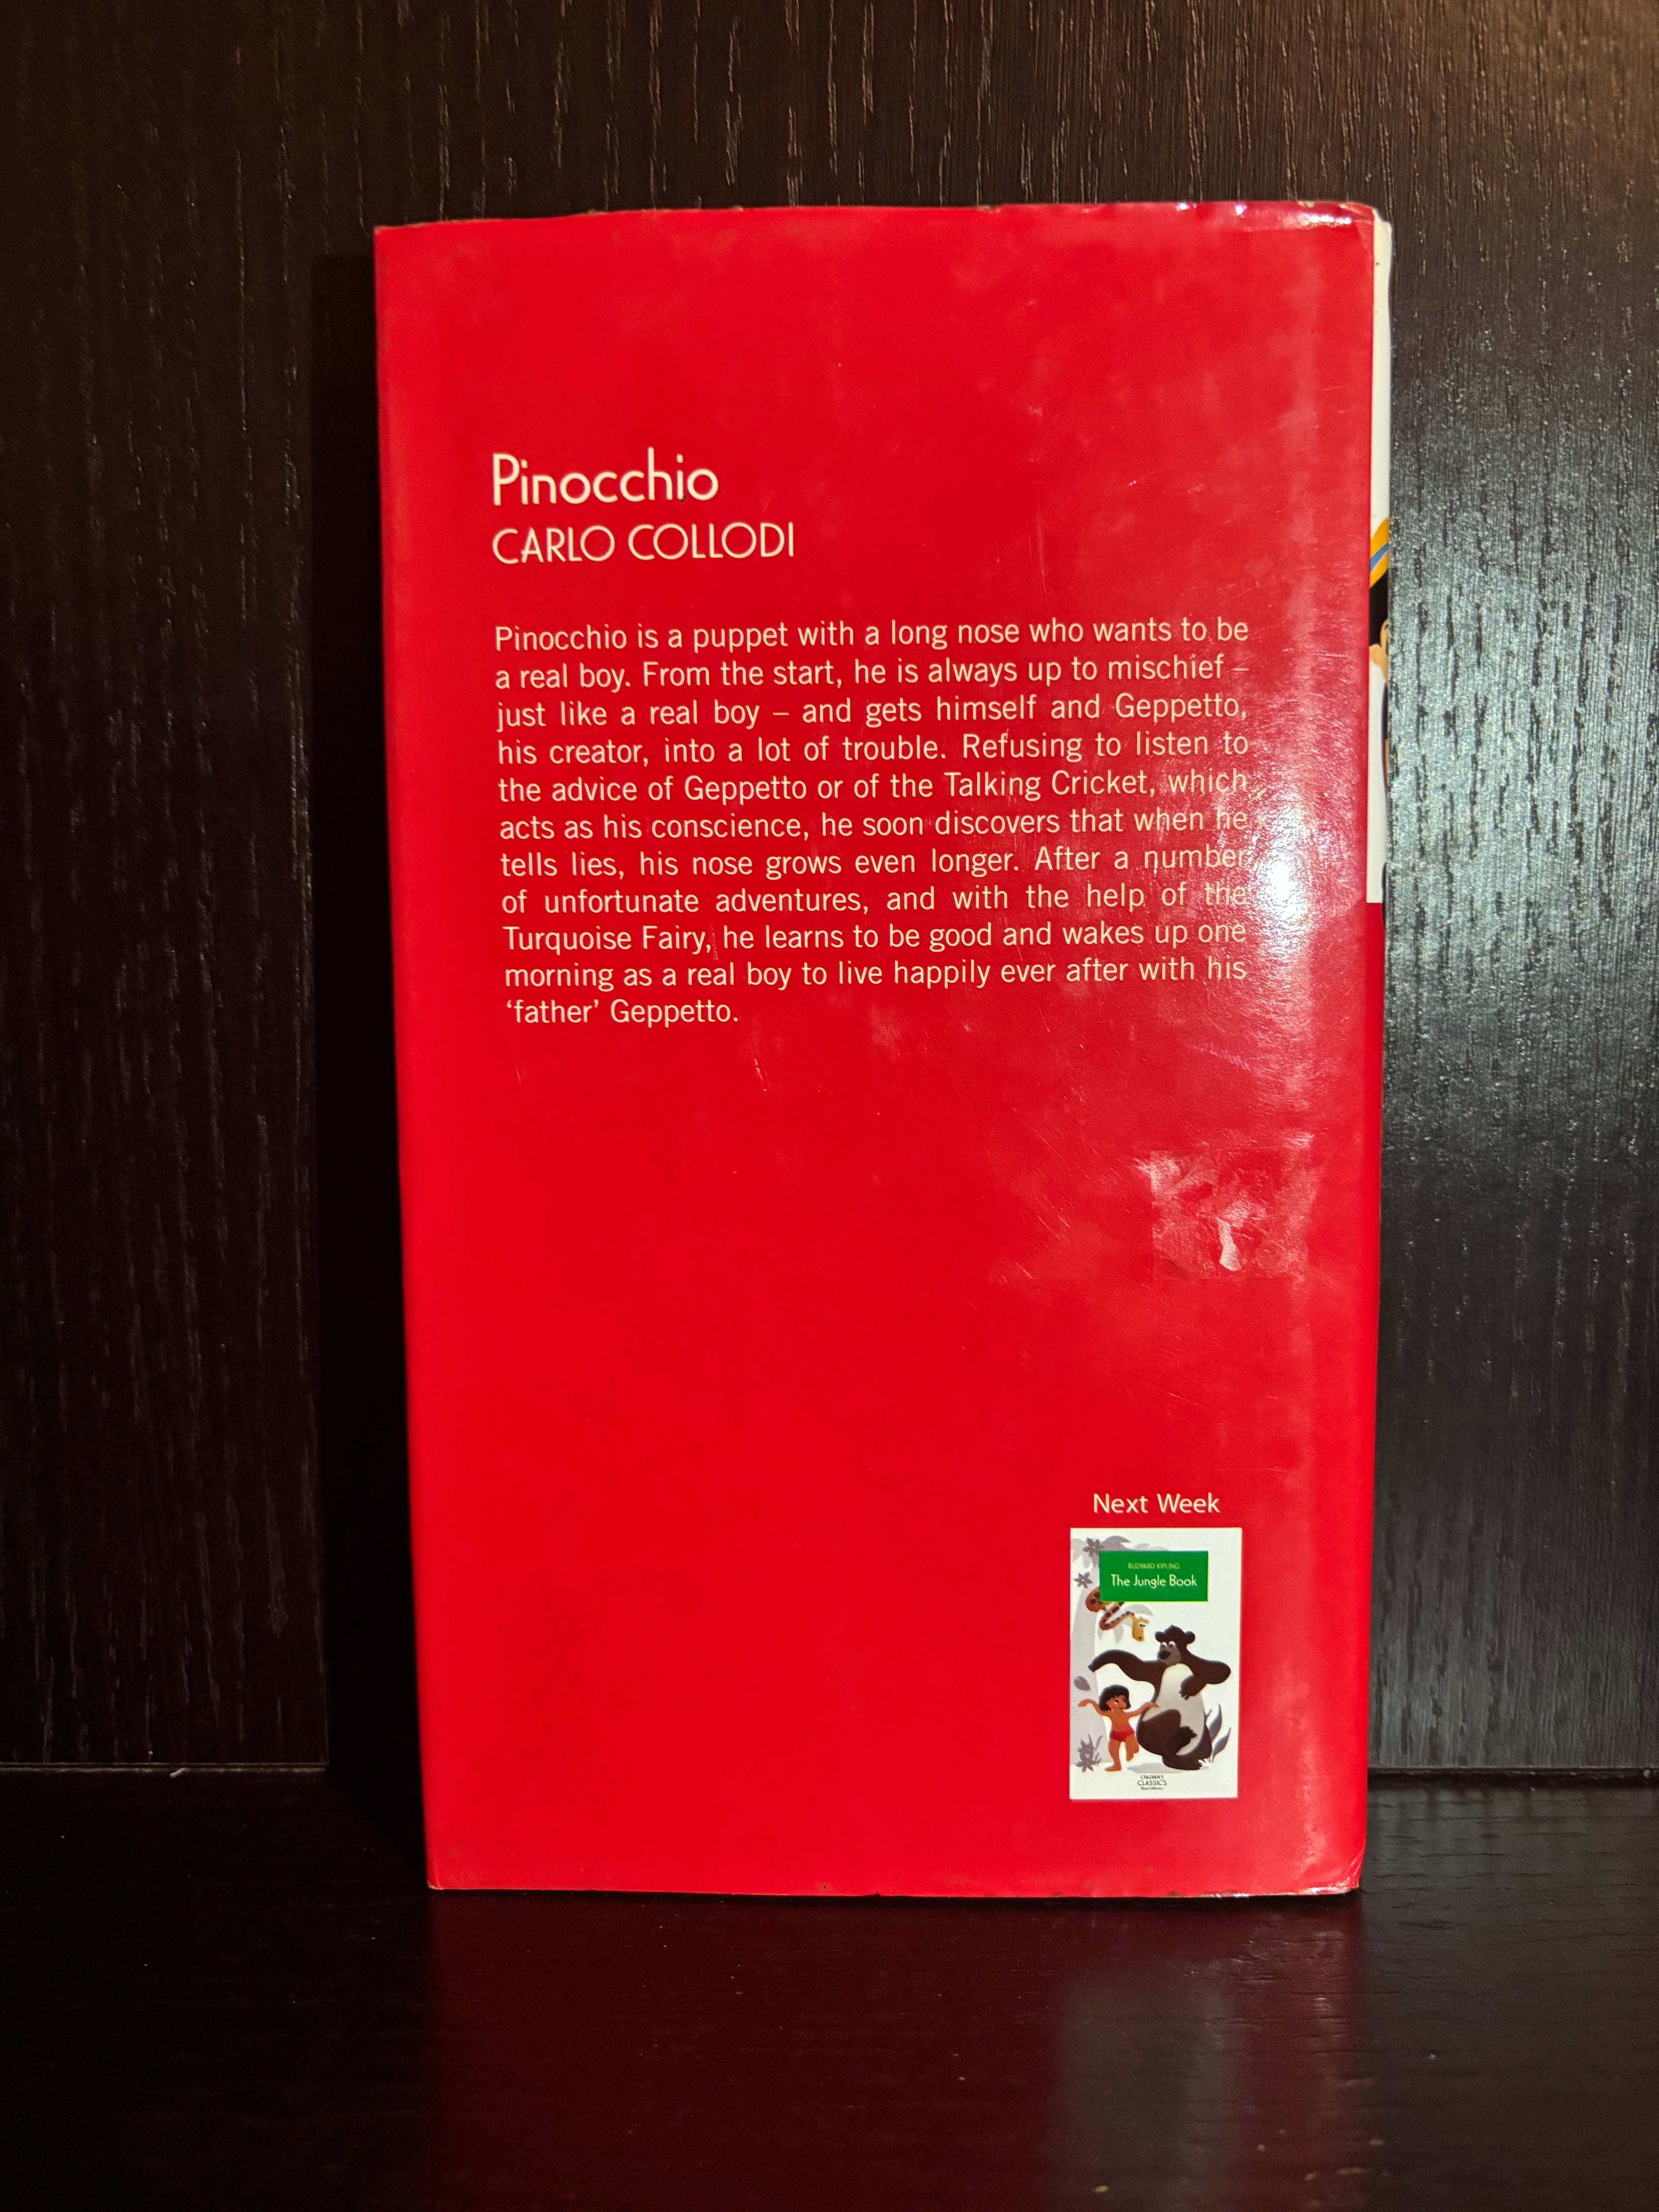 Pinocchio
CARLO COLLODI
Pinocchio is a puppet with a long nose who wants to be
a real boy. From the start, he is always up to mischief –
just like a real boy – and gets himself and Geppetto,
his creator, into a lot of trouble. Refusing to listen to
the advice of Geppetto or of the Talking Cricket, which
acts as his conscience, he soon discovers that when he
tells lies, his nose grows even longer. After a number
of unfortunate adventures, and with the help of the
Turquoise Fairy, he learns to be good and wakes up one
morning as a real boy to live happily ever after with his
‘father’ Geppetto.
Next Week
RUDYARD KIPLING
The Jungle Book
CHILDREN'S
CLASSICS